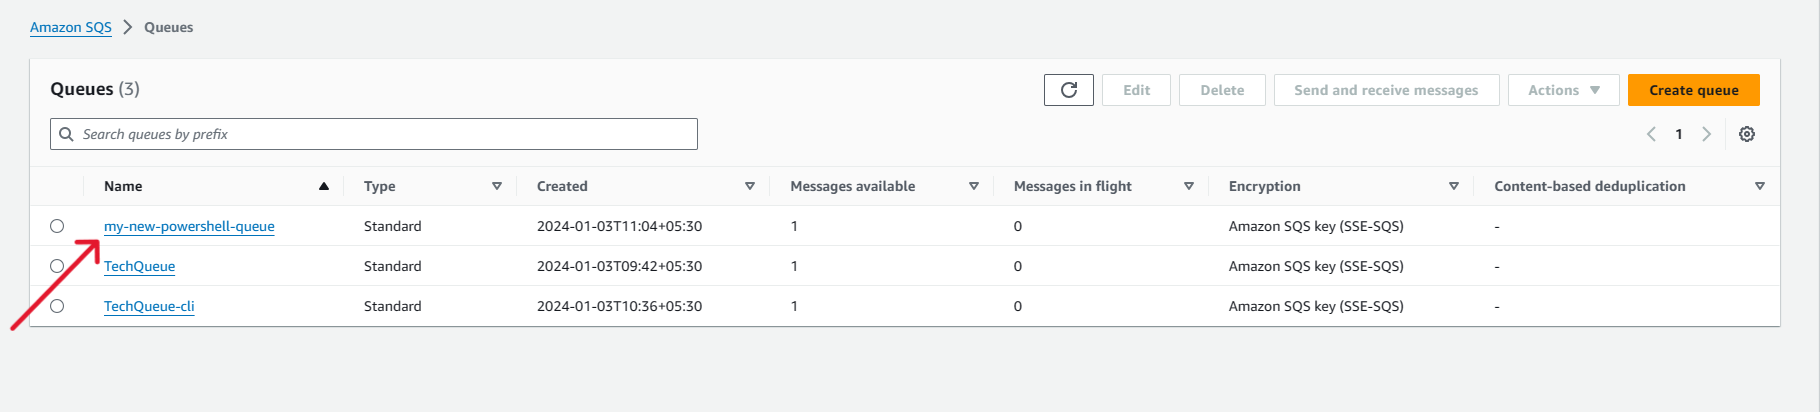 Amazon SQS > Queues
Queues (3) Edit Delete Send and receive messages Actions Create queue
Search queues by prefix 1
Name Type Created Messages available Messages in flight Encryption Content-based deduplication
my-new-powershell-queue Standard 2024-01-03T11:04+05:30 1 0 Amazon SQS key (SSE-SQS) -
TechQueue Standard 2024-01-03T09:42+05:30 1 0 Amazon SQS key (SSE-SQS) -
TechQueue-cli Standard 2024-01-03T10:36+05:30 1 0 Amazon SQS key (SSE-SQS) -